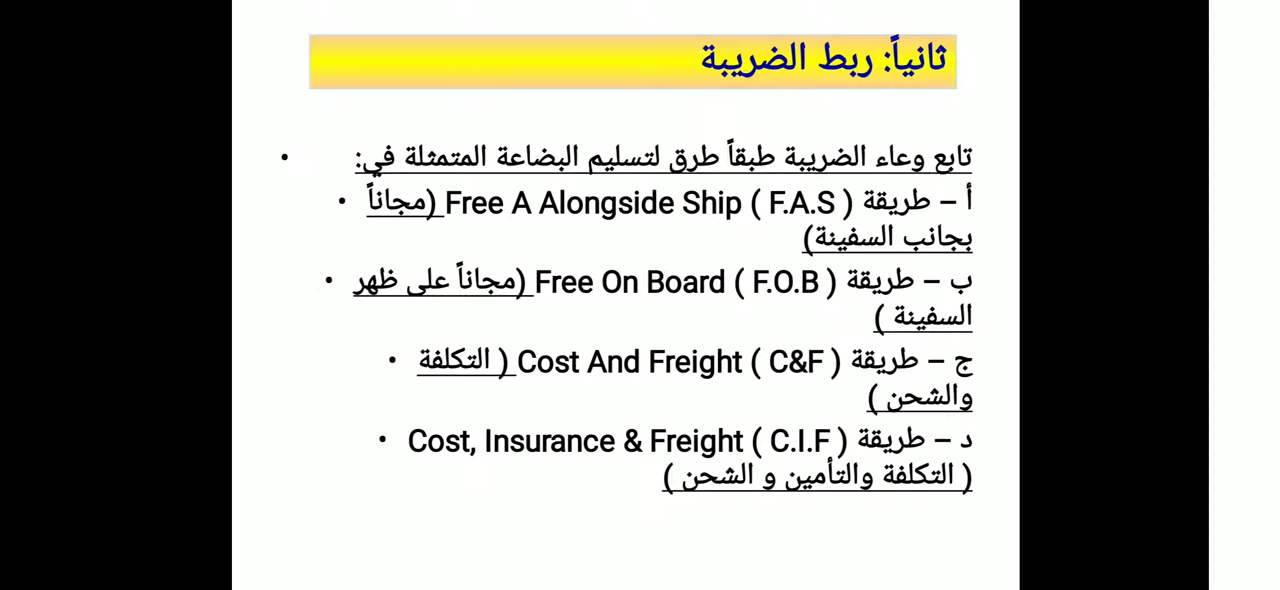 ثانياً: ربط الضريبة
• تابع وعاء الضريبة طبقاً طرق لتسليم البضاعة المتمثلة في:
• أ – طريقة ( F.A.S ) Free A Alongside Ship (مجاناً
بجانب السفينة)
• ب – طريقة ( F.O.B ) Free On Board (مجاناً على ظهر
السفينة )
• ج – طريقة ( C&F ) Cost And Freight ( التكلفة
والشحن )
• د – طريقة ( C.I.F ) Cost, Insurance & Freight
( التكلفة والتأمين و الشحن )